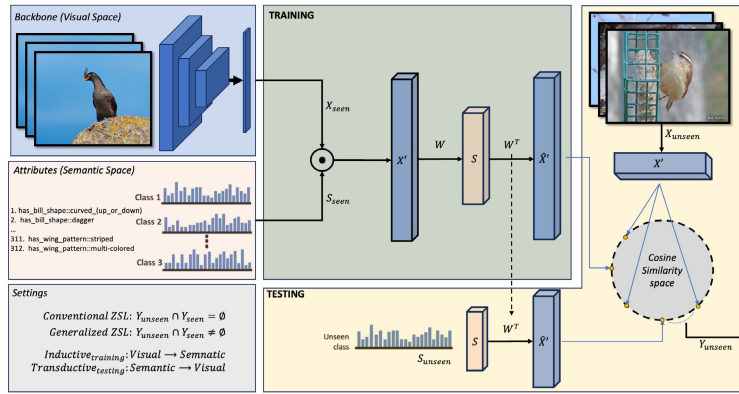 Backbone (Visual Space)
Attributes (Semantic Space)
Class 1
1. has_bill_shape::curved_(up_or_down)
2. has_bill_shape::dagger
...
311. has_wing_pattern::striped
312. has_wing_pattern::multi-colored
Class 2
Class 3
Settings
Conventional ZSL: Y_unseen ∩ Y_seen = ∅
Generalized ZSL: Y_unseen ∩ Y_seen ≠ ∅
Inductive_training: Visual → Semnatic
Transductive_testing: Semantic → Visual
TRAINING
X_seen
S_seen
X'
W
S
W^T
X̂'
TESTING
Unseen
class
S_unseen
S
W^T
X̂'
X_unseen
X'
Cosine
Similarity
space
Y_unseen